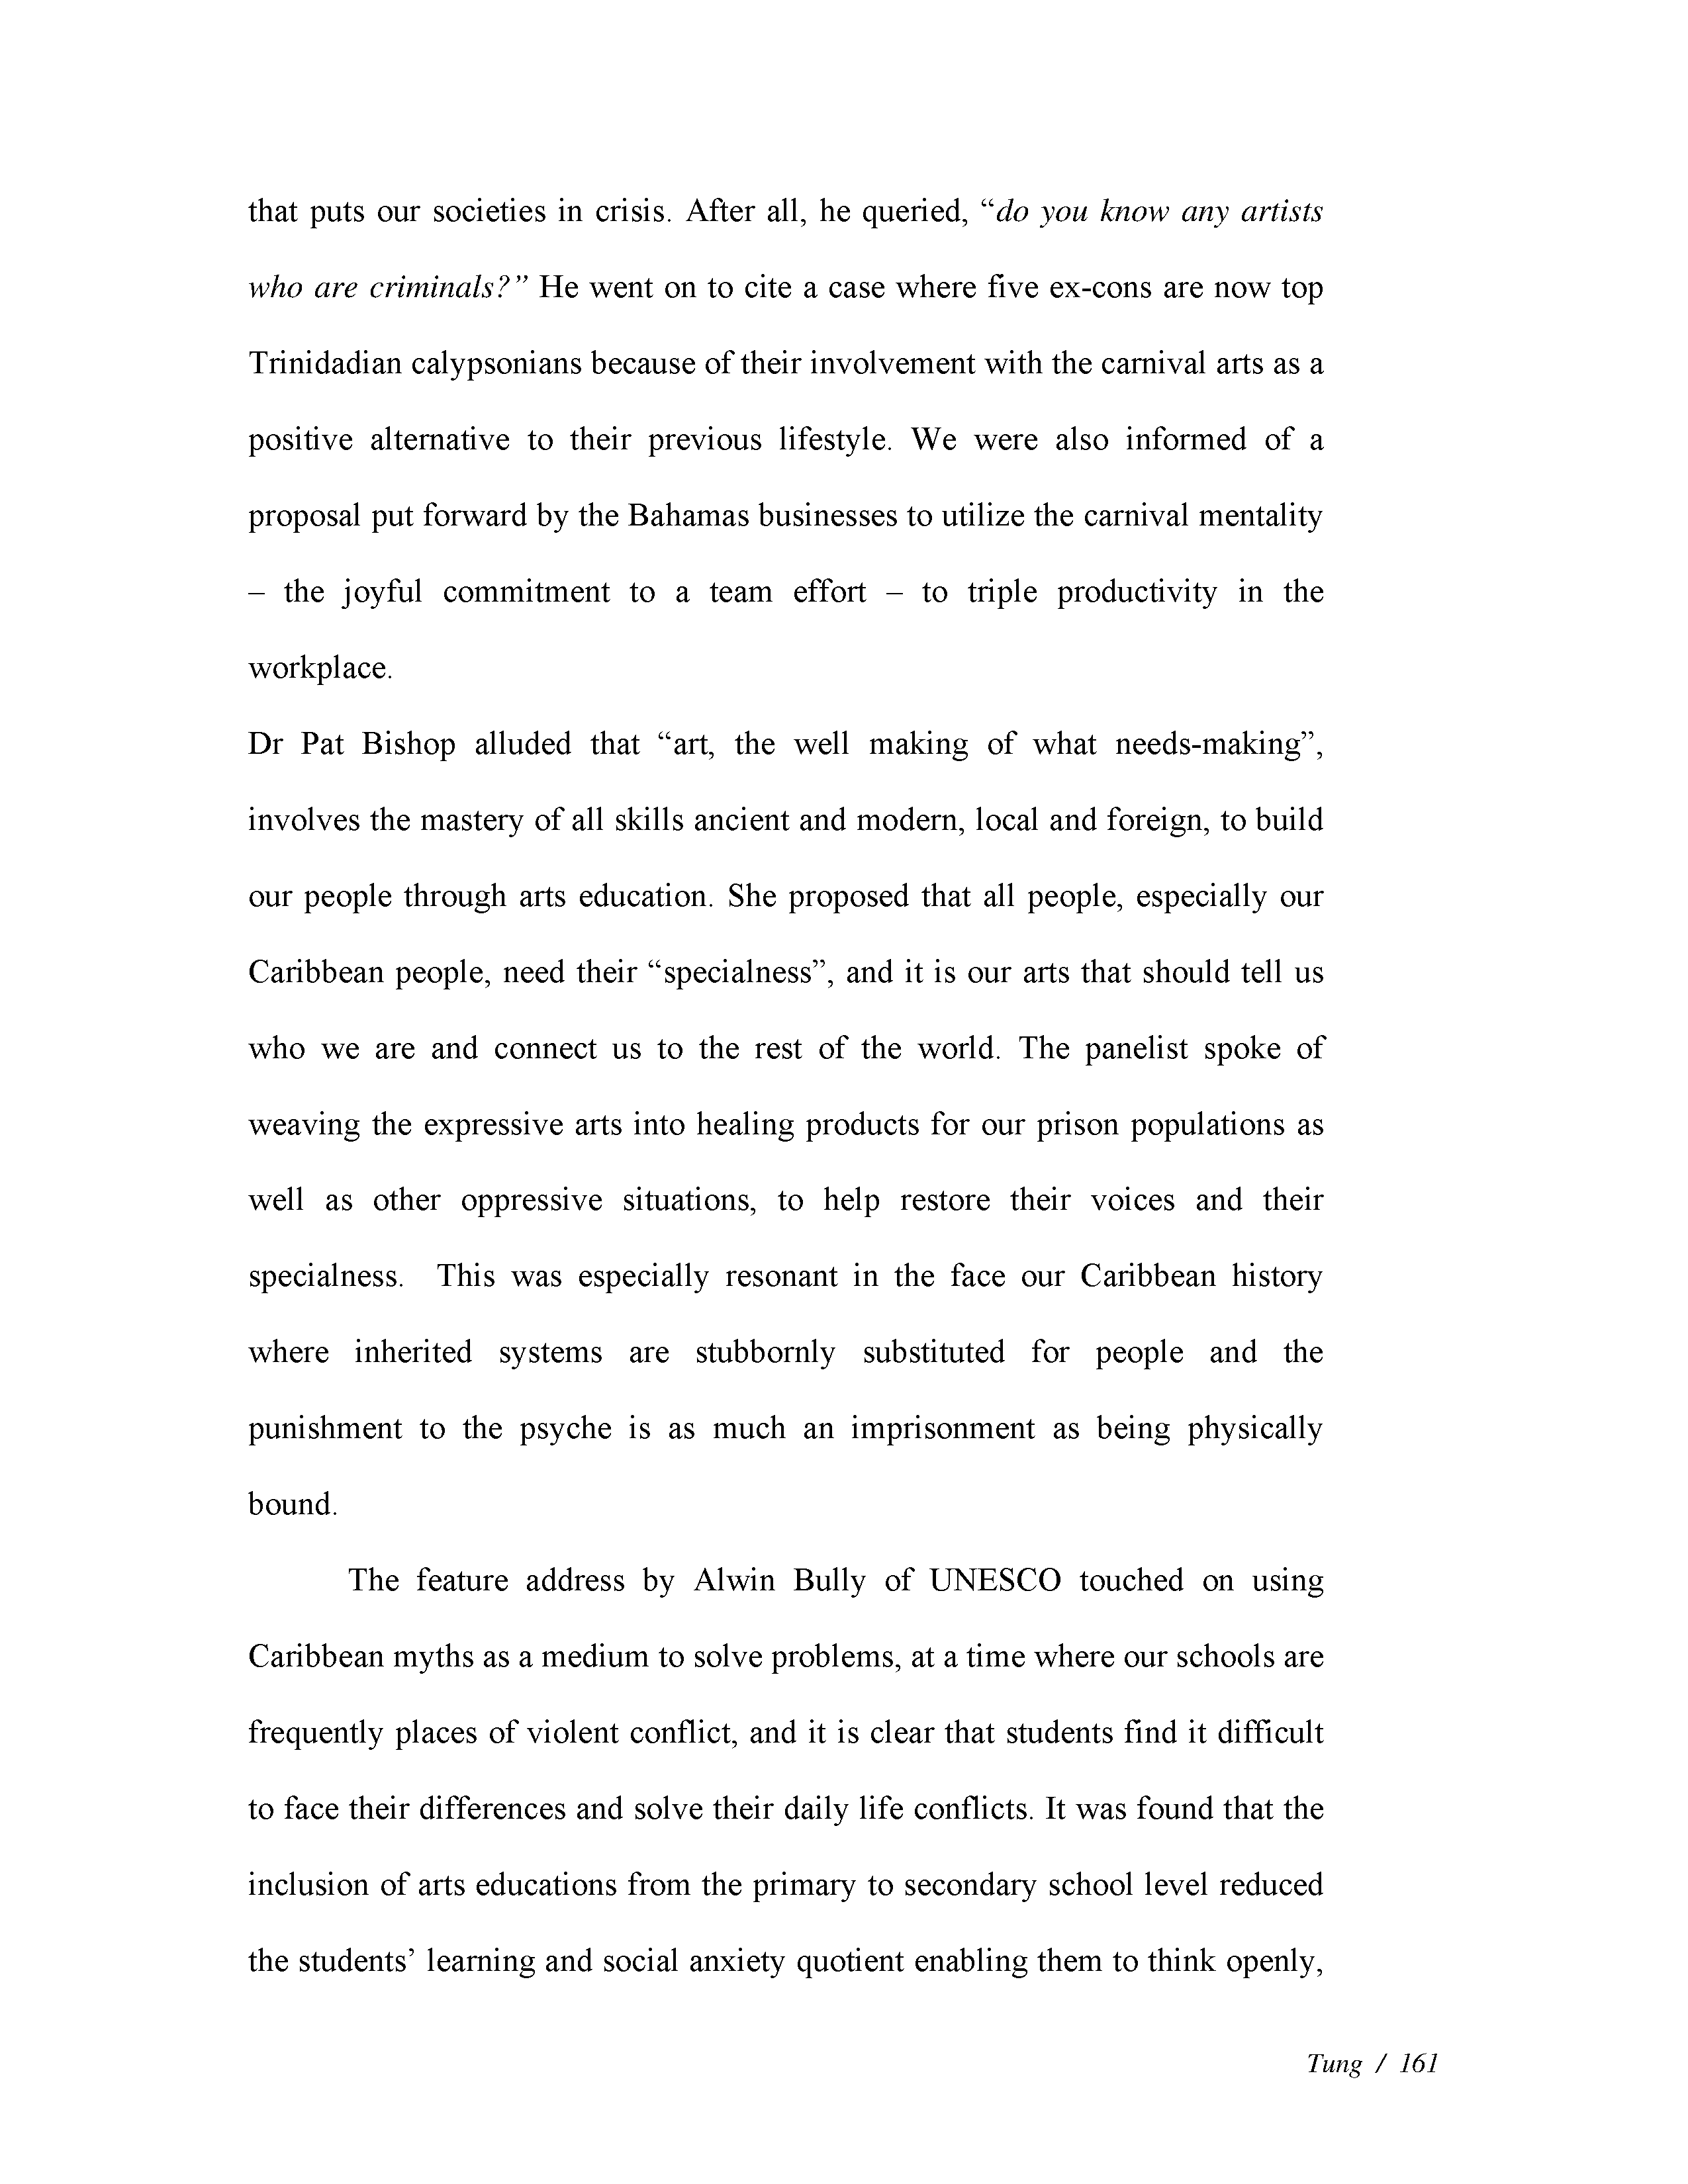 that puts our societies in crisis. After all, he queried, “do you know any artists
who are criminals?” He went on to cite a case where five ex-cons are now top
Trinidadian calypsonians because of their involvement with the carnival arts as a
positive alternative to their previous lifestyle. We were also informed of a
proposal put forward by the Bahamas businesses to utilize the carnival mentality
– the joyful commitment to a team effort – to triple productivity in the
workplace.
Dr Pat Bishop alluded that “art, the well making of what needs-making”,
involves the mastery of all skills ancient and modern, local and foreign, to build
our people through arts education. She proposed that all people, especially our
Caribbean people, need their “specialness”, and it is our arts that should tell us
who we are and connect us to the rest of the world. The panelist spoke of
weaving the expressive arts into healing products for our prison populations as
well as other oppressive situations, to help restore their voices and their
specialness.  This was especially resonant in the face our Caribbean history
where inherited systems are stubbornly substituted for people and the
punishment to the psyche is as much an imprisonment as being physically
bound.
The feature address by Alwin Bully of UNESCO touched on using
Caribbean myths as a medium to solve problems, at a time where our schools are
frequently places of violent conflict, and it is clear that students find it difficult
to face their differences and solve their daily life conflicts. It was found that the
inclusion of arts educations from the primary to secondary school level reduced
the students’ learning and social anxiety quotient enabling them to think openly,
Tung / 161